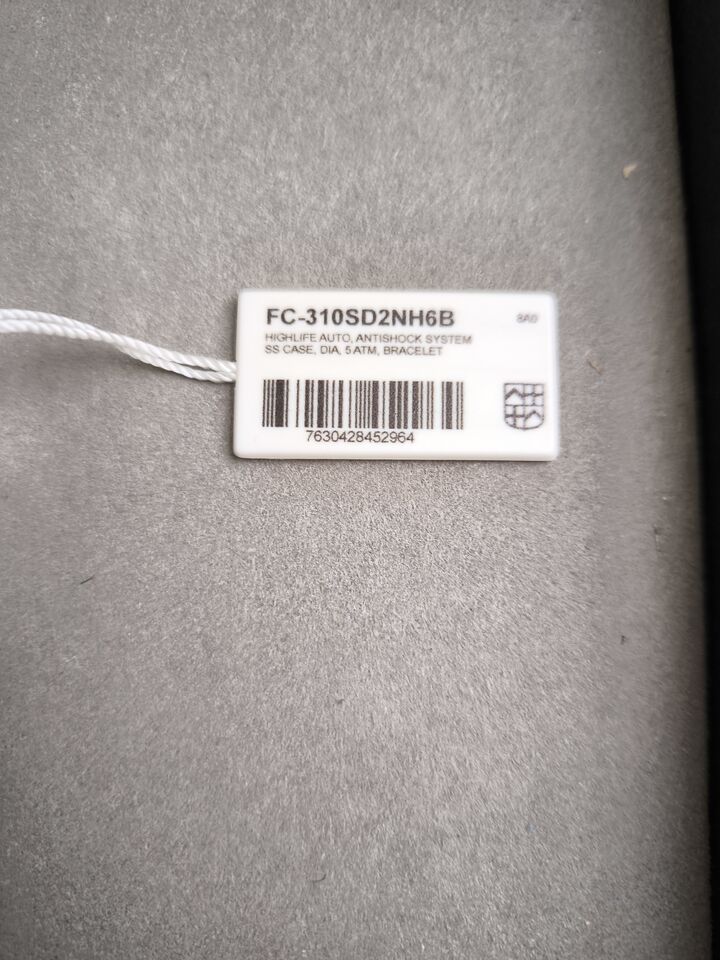 FC-310SD2NH6B
8A0
HIGHLIFE AUTO, ANTISHOCK SYSTEM
SS CASE, DIA, 5 ATM, BRACELET
7630428452964